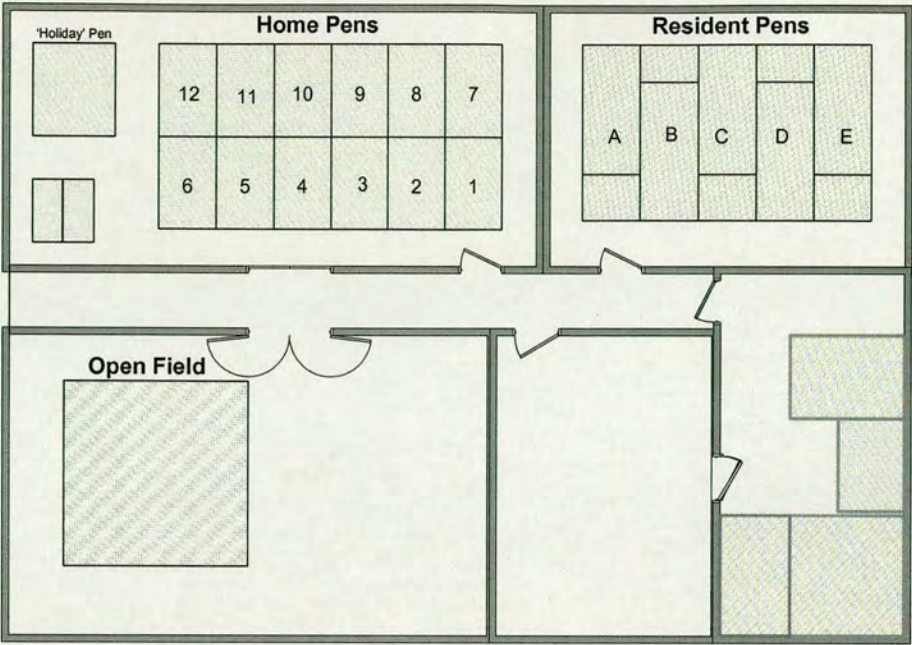 Home Pens
Resident Pens
'Holiday' Pen
12 11 10 9 8 7
6 5 4 3 2 1
A B C D E
Open Field